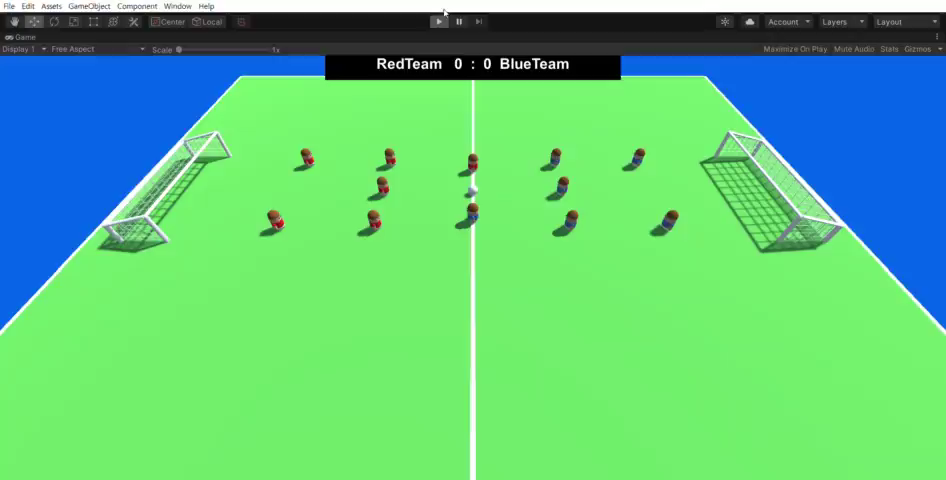 File Edit Assets GameObject Component Window Help
Center Local Account Layers Layout
Game
Display 1 Free Aspect Scale 1x Maximize On Play Mute Audio Stats Gizmos
RedTeam 0 : 0 BlueTeam